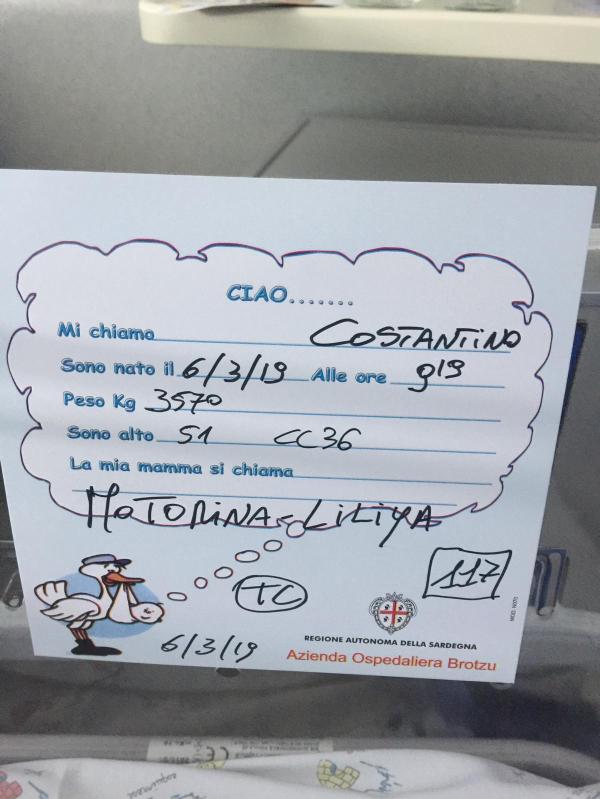 CIAO.......
Mi chiamo COSTANTINO
Sono nato il 6/3/19 Alle ore 9 19
Peso Kg 3570
Sono alto 51 CC36
La mia mamma si chiama
MOTORINA-LILIYA
TC
117
6/3/19
REGIONE AUTONOMA DELLA SARDEGNA
Azienda Ospedaliera Brotzu